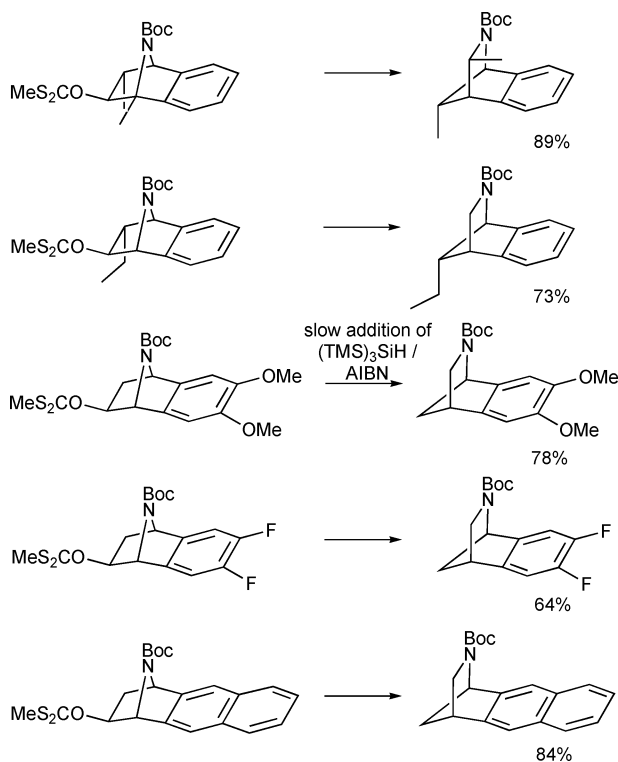 Boc
N
MeS₂CO
Boc
N
89%
Boc
N
MeS₂CO
Boc
N
73%
slow addition of
(TMS)₃SiH /
AIBN
Boc
N
MeS₂CO
OMe
OMe
Boc
N
OMe
OMe
78%
Boc
N
MeS₂CO
F
F
Boc
N
F
F
64%
Boc
N
MeS₂CO
Boc
N
84%